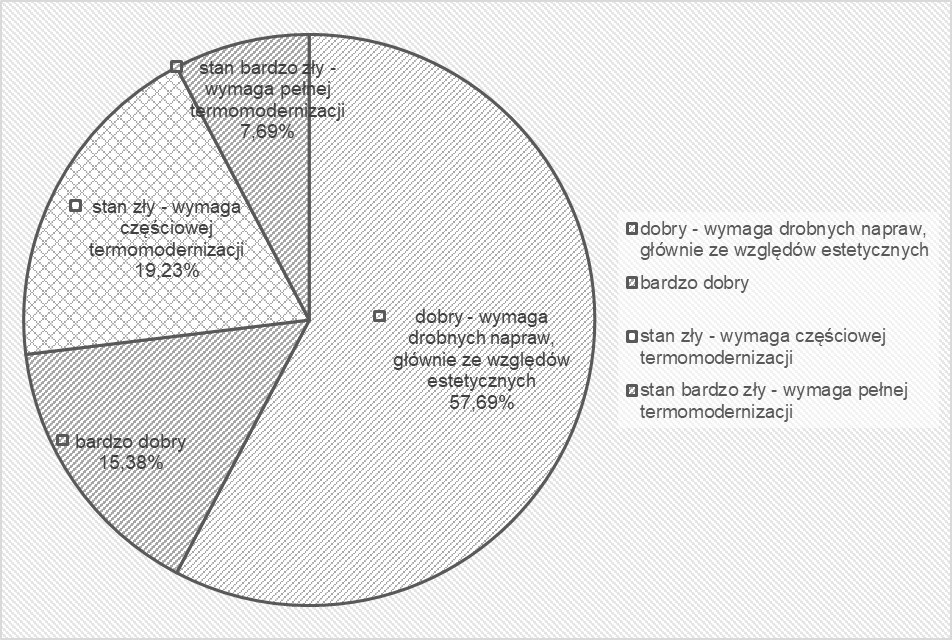 stan bardzo zły -
wymaga pełnej
termomodernizacji
7,69%
stan zły - wymaga
częściowej
termomodernizacji
19,23%
dobry - wymaga
drobnych napraw,
głównie ze względów
estetycznych
57,69%
bardzo dobry
15,38%
dobry - wymaga drobnych napraw,
głównie ze względów estetycznych
bardzo dobry
stan zły - wymaga częściowej
termomodernizacji
stan bardzo zły - wymaga pełnej
termomodernizacji